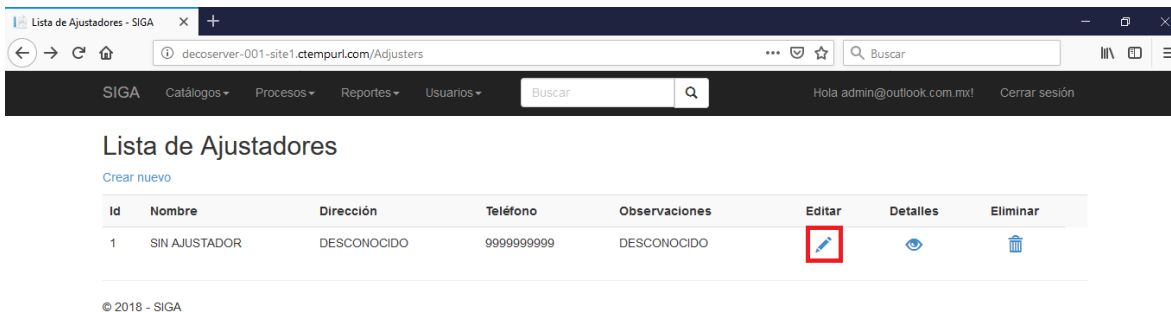 Lista de Ajustadores - SIGA
decoserver-001-site1.ctempurl.com/Adjusters
Buscar
SIGA Catálogos Procesos Reportes Usuarios Buscar Hola admin@outlook.com.mx! Cerrar sesión
Lista de Ajustadores
Crear nuevo
Id Nombre Dirección Teléfono Observaciones Editar Detalles Eliminar
1 SIN AJUSTADOR DESCONOCIDO 9999999999 DESCONOCIDO
© 2018 - SIGA